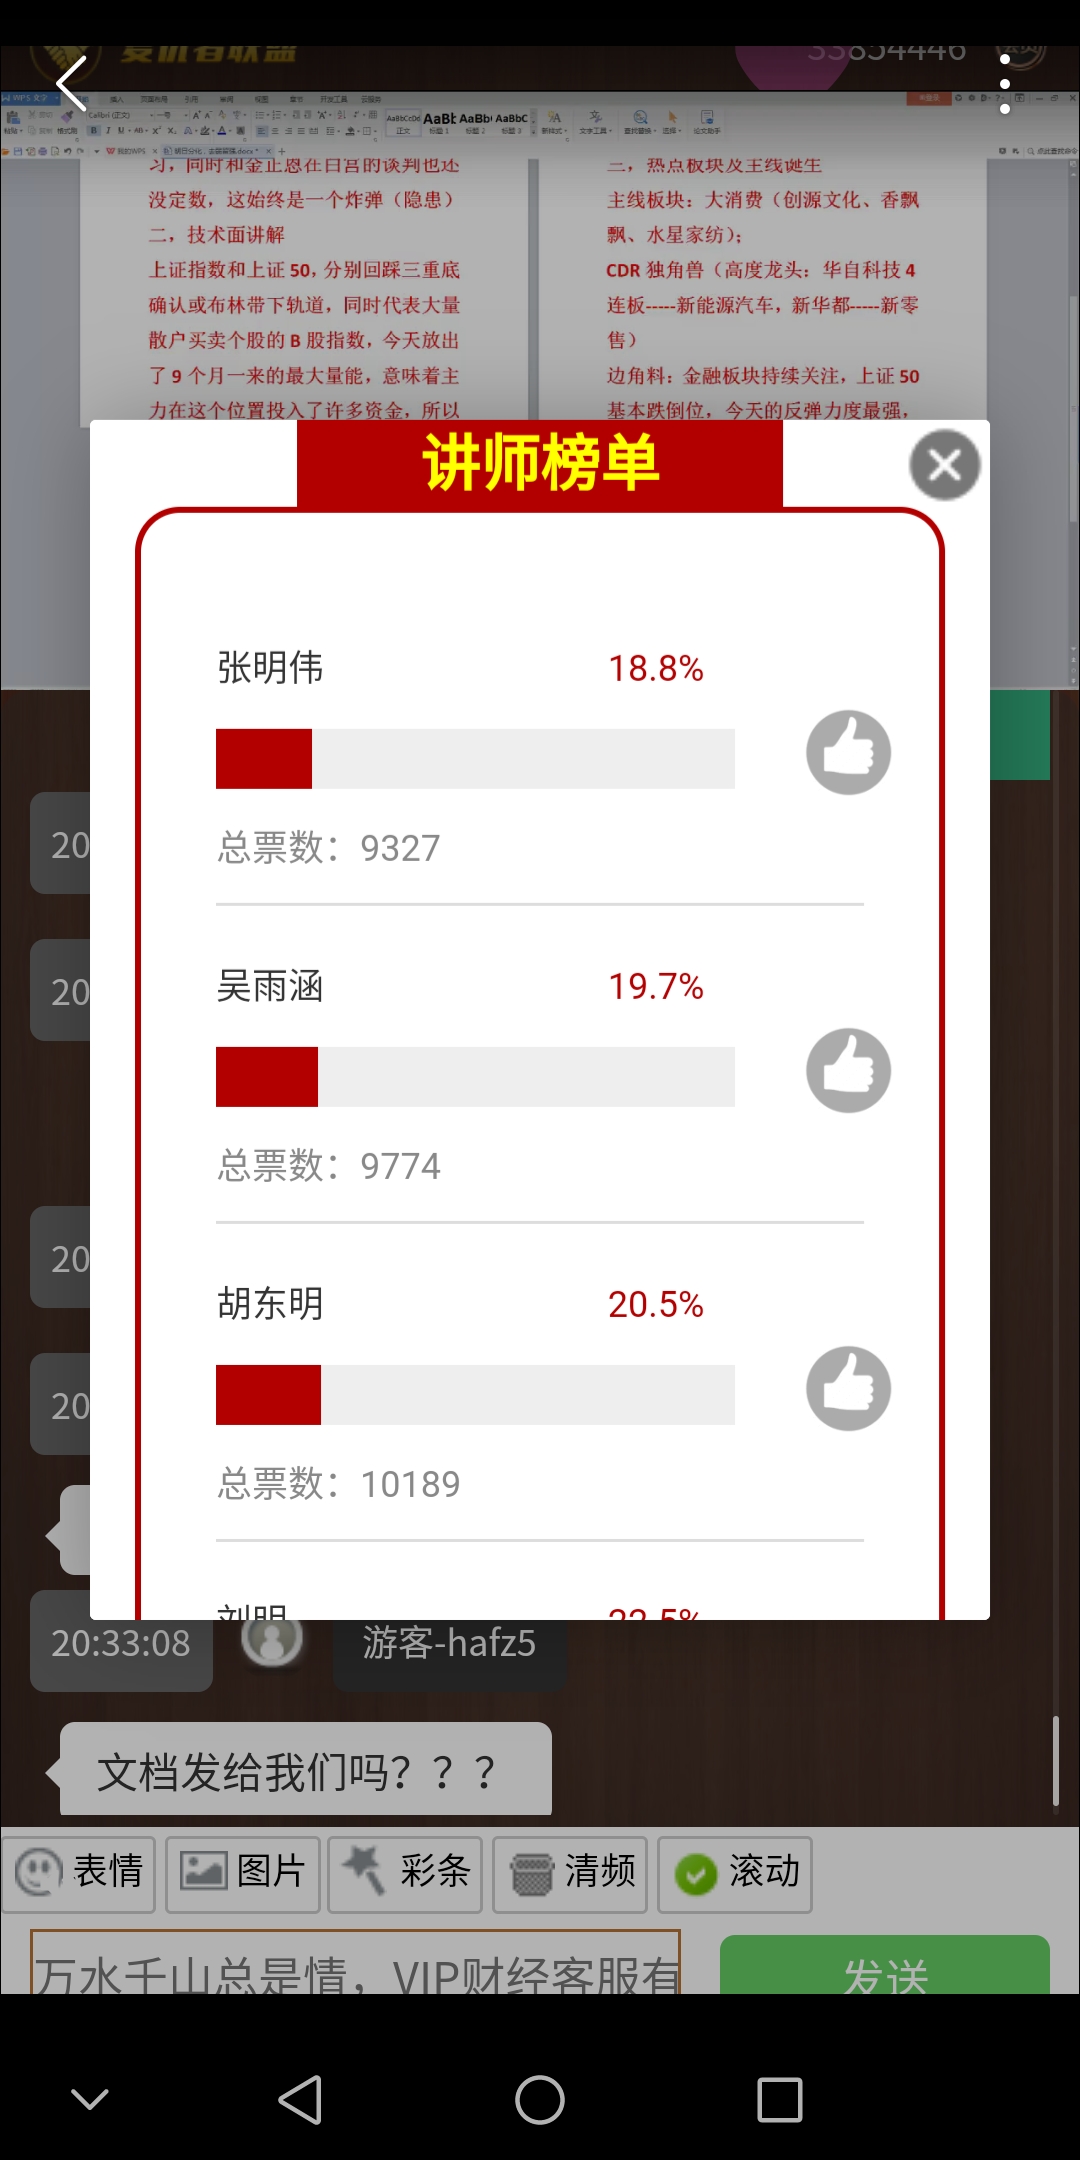 复仇者联盟
33854446
习，同时和金正恩在白宫的谈判也还
没定数，这始终是一个炸弹（隐患）
二，技术面讲解
上证指数和上证50，分别回踩三重底
确认或布林带下轨道，同时代表大量
散户买卖个股的B股指数，今天放出
了9个月一来的最大量能，意味着主
力在这个位置投入了许多资金，所以
三，热点板块及主线诞生
主线板块：大消费（创源文化、香飘
飘、水星家纺）；
CDR 独角兽（高度龙头：华自科技4
连板-----新能源汽车，新华都-----新零
售）
边角料：金融板块持续关注，上证50
基本跌倒位，今天的反弹力度最强，
讲师榜单
张明伟 18.8%
总票数：9327
吴雨涵 19.7%
总票数：9774
胡东明 20.5%
总票数：10189
刘明 22.5%
20
20
20
20
20:33:08 游客-hafz5
文档发给我们吗？？？
表情 图片 彩条 清频 滚动
万水千山总是情，VIP财经客服有
发送